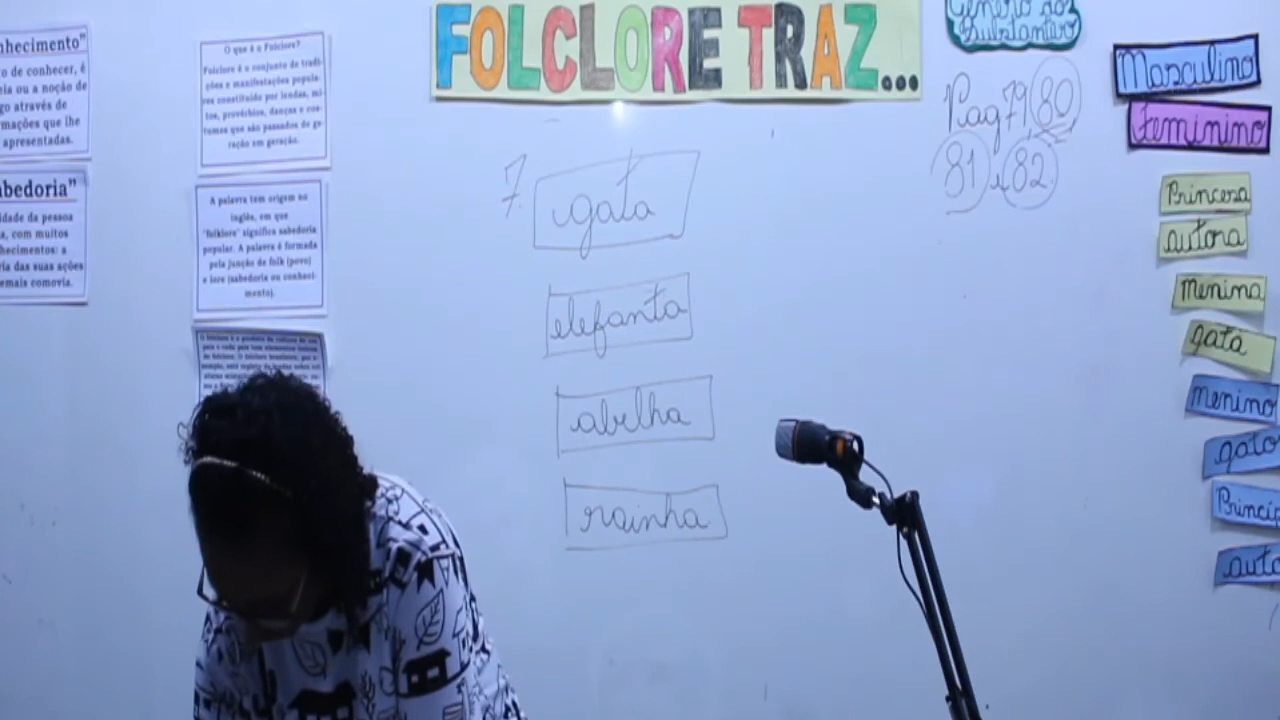 nhecimento"
o de conhecer, é
eia ou a noção de
go através de
mações que lhe
apresentadas.
abedoria"
idade da pessoa
a, com muitos
hecimentos: a
ria das suas ações
emais comovia.
O que é o Folclore?
Folclore é o conjunto de tradi-
ções e manifestações popula-
res constituído por lendas, mi-
tos, provérbios, danças e cos-
tumes que são passados de ge-
ração em geração.
A palavra tem origem no
inglês, em que
"folklore" significa sabedoria
popular. A palavra é formada
pela junção de folk (povo)
e lore (sabedoria ou conheci-
mento).
FOLCLORE TRAZ...
7. gata
elefanta
abelha
rainha
Gênero do
Substantivo
Pag 79 80
81 e 82.
Masculino
Feminino
Princesa
autora
menina
gata
menino
gato
Princip
auto